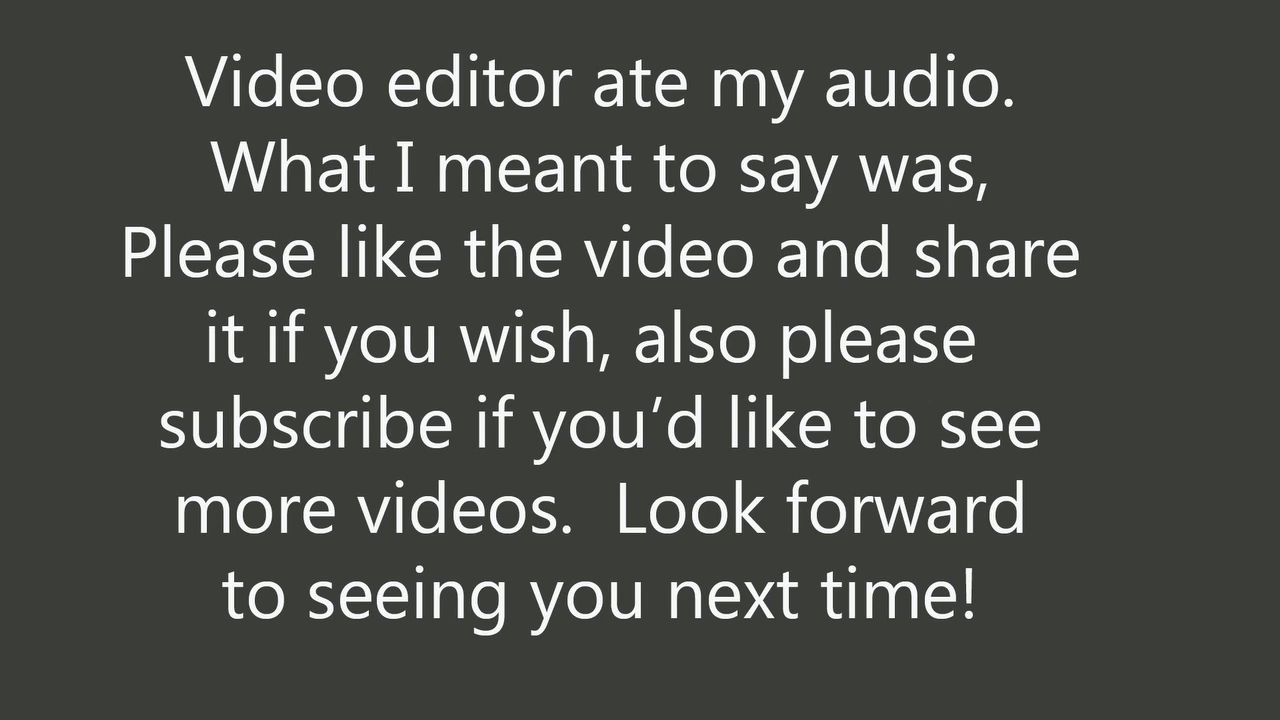 Video editor ate my audio.
What I meant to say was,
Please like the video and share
it if you wish, also please
subscribe if you’d like to see
more videos.  Look forward
to seeing you next time!